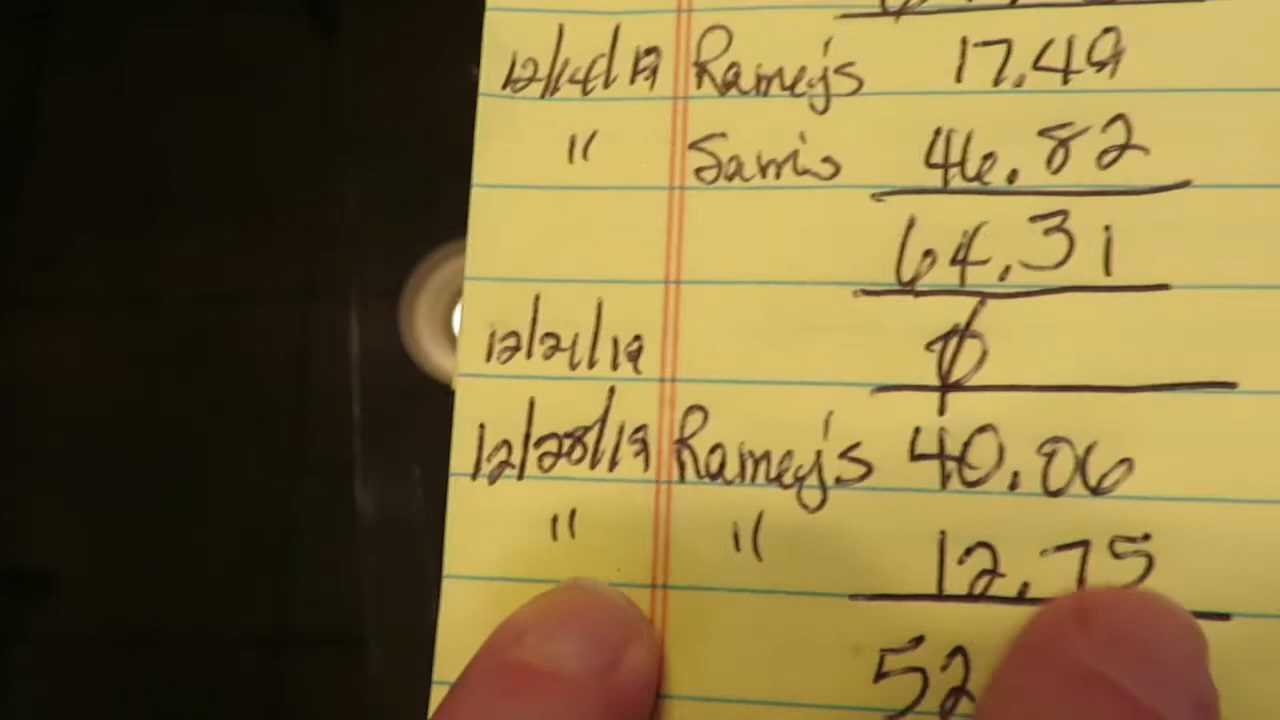 12/14/19 Ramey's 17.49
" Sam's 46.82
64.31
12/21/19 ø
12/28/19 Ramey's 40.06
" " 12.75
52